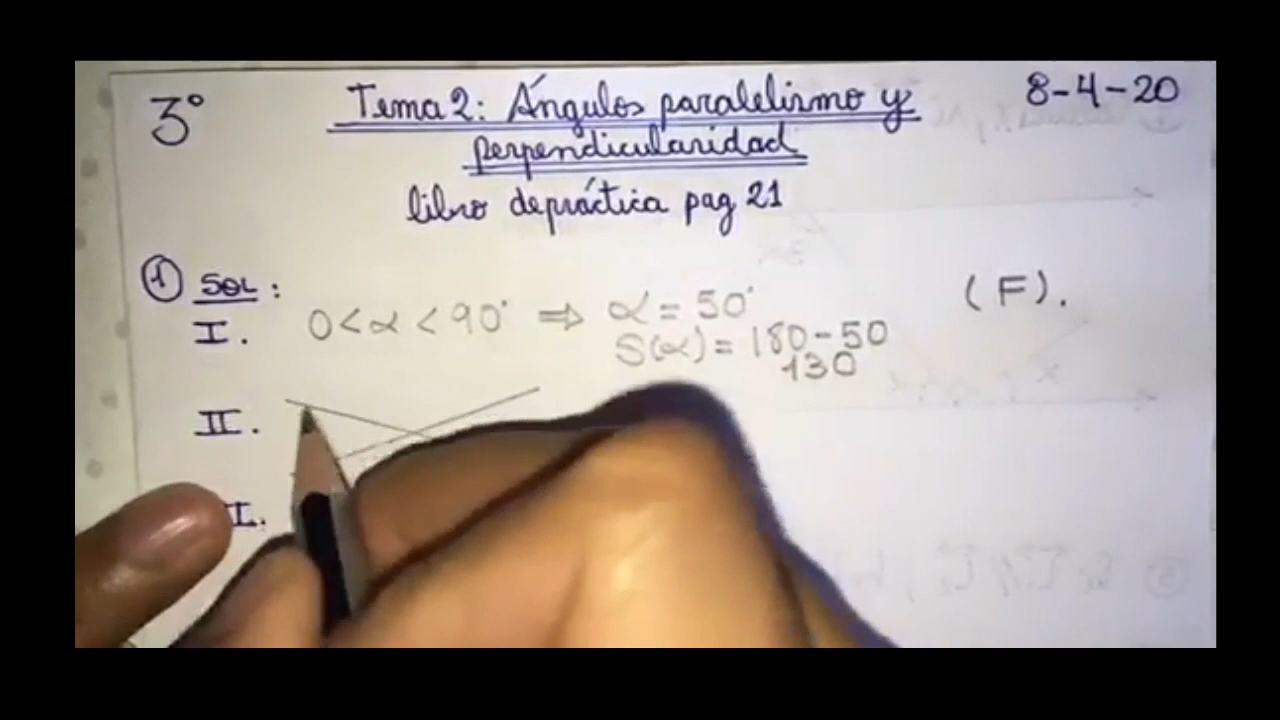 3° Tema 2: Ángulos paralelismo y 8-4-20
perpendicularidad
libro de práctica pag 21
① SOL:
I. 0<α<90° ⇒ α = 50° (F).
S(α) = 180-50
130
II.
I.